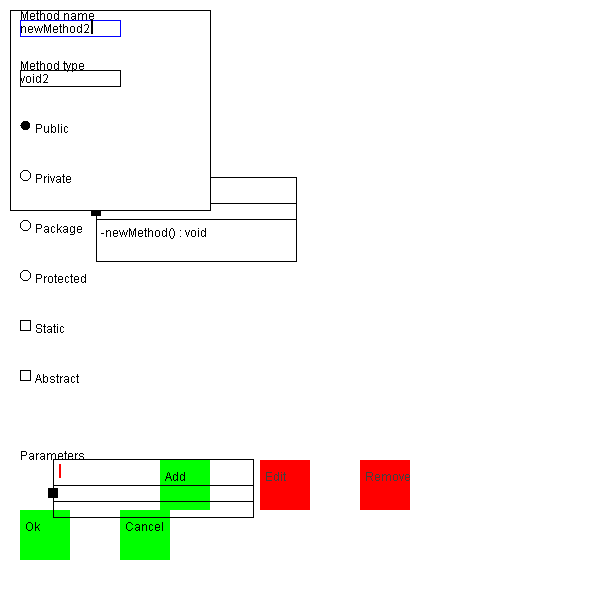 Method name
newMethod2
Method type
void2
Public
Private
Package
-newMethod() : void
Protected
Static
Abstract
Parameters
Add
Edit
Remove
Ok
Cancel